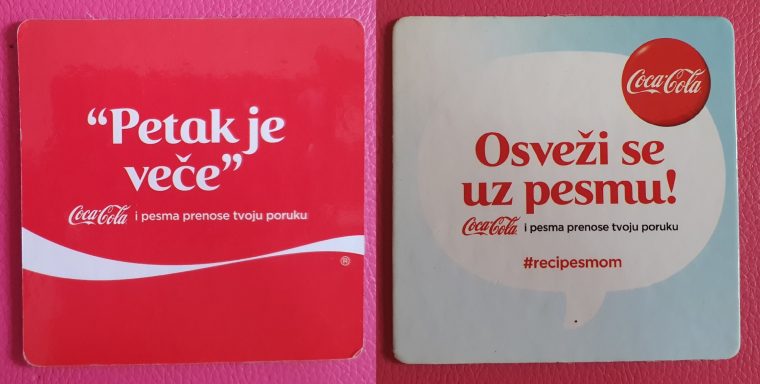 “Petak je
veče”
Coca-Cola i pesma prenose tvoju poruku
®
Coca-Cola
Osveži se
uz pesmu!
Coca-Cola i pesma prenose tvoju poruku
#recipesmom